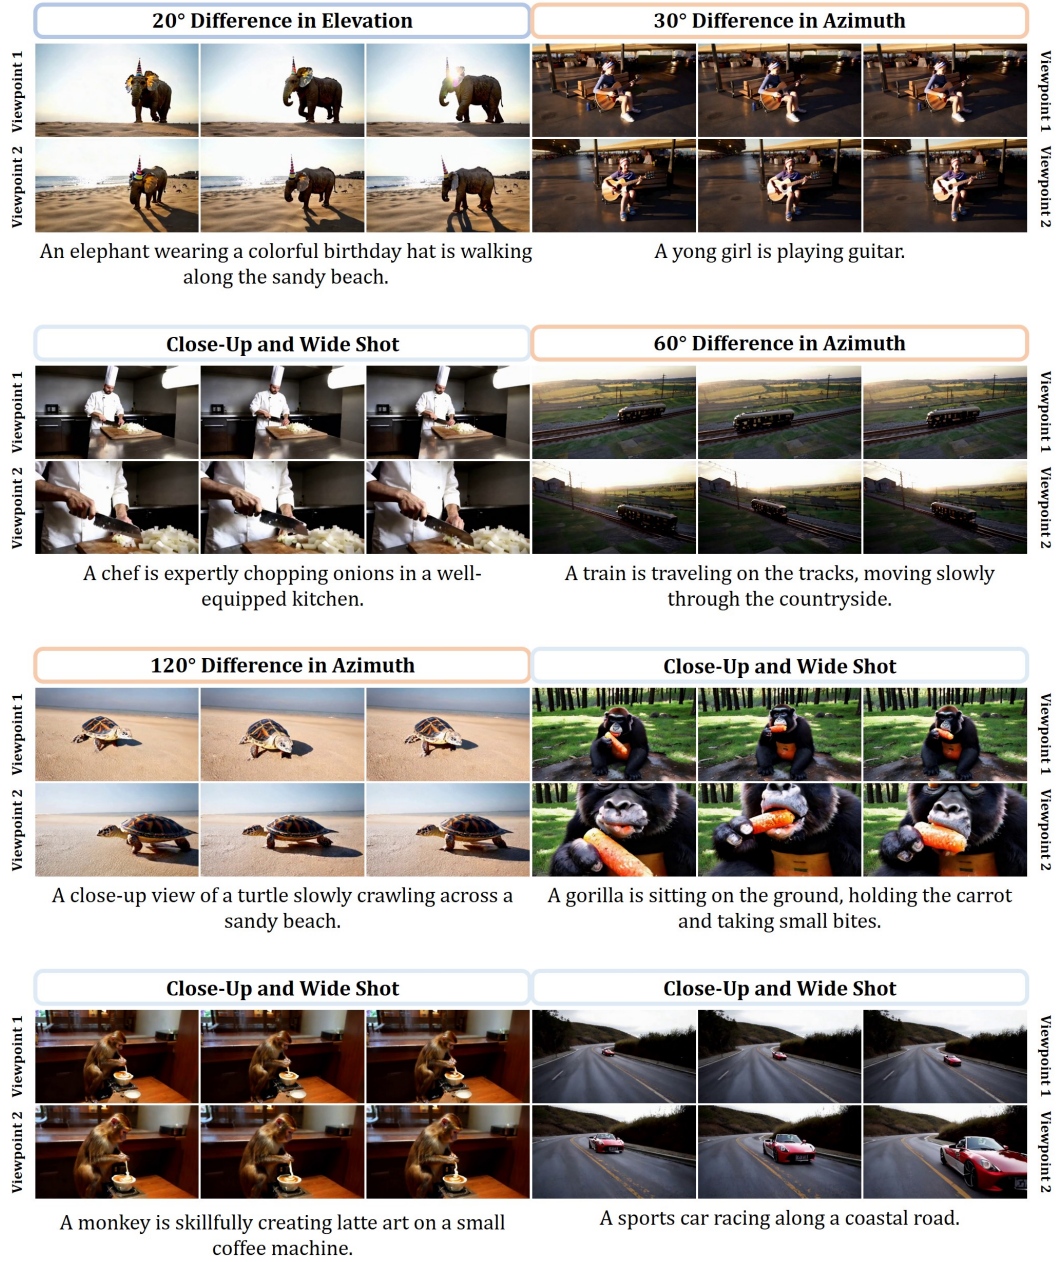 20° Difference in Elevation
30° Difference in Azimuth
Viewpoint 1
Viewpoint 2
Viewpoint 1
Viewpoint 2
An elephant wearing a colorful birthday hat is walking
along the sandy beach.
A yong girl is playing guitar.
Close-Up and Wide Shot
60° Difference in Azimuth
Viewpoint 1
Viewpoint 2
Viewpoint 1
Viewpoint 2
A chef is expertly chopping onions in a well-
equipped kitchen.
A train is traveling on the tracks, moving slowly
through the countryside.
120° Difference in Azimuth
Close-Up and Wide Shot
Viewpoint 1
Viewpoint 2
Viewpoint 1
Viewpoint 2
A close-up view of a turtle slowly crawling across a
sandy beach.
A gorilla is sitting on the ground, holding the carrot
and taking small bites.
Close-Up and Wide Shot
Close-Up and Wide Shot
Viewpoint 1
Viewpoint 2
Viewpoint 1
Viewpoint 2
A monkey is skillfully creating latte art on a small
coffee machine.
A sports car racing along a coastal road.